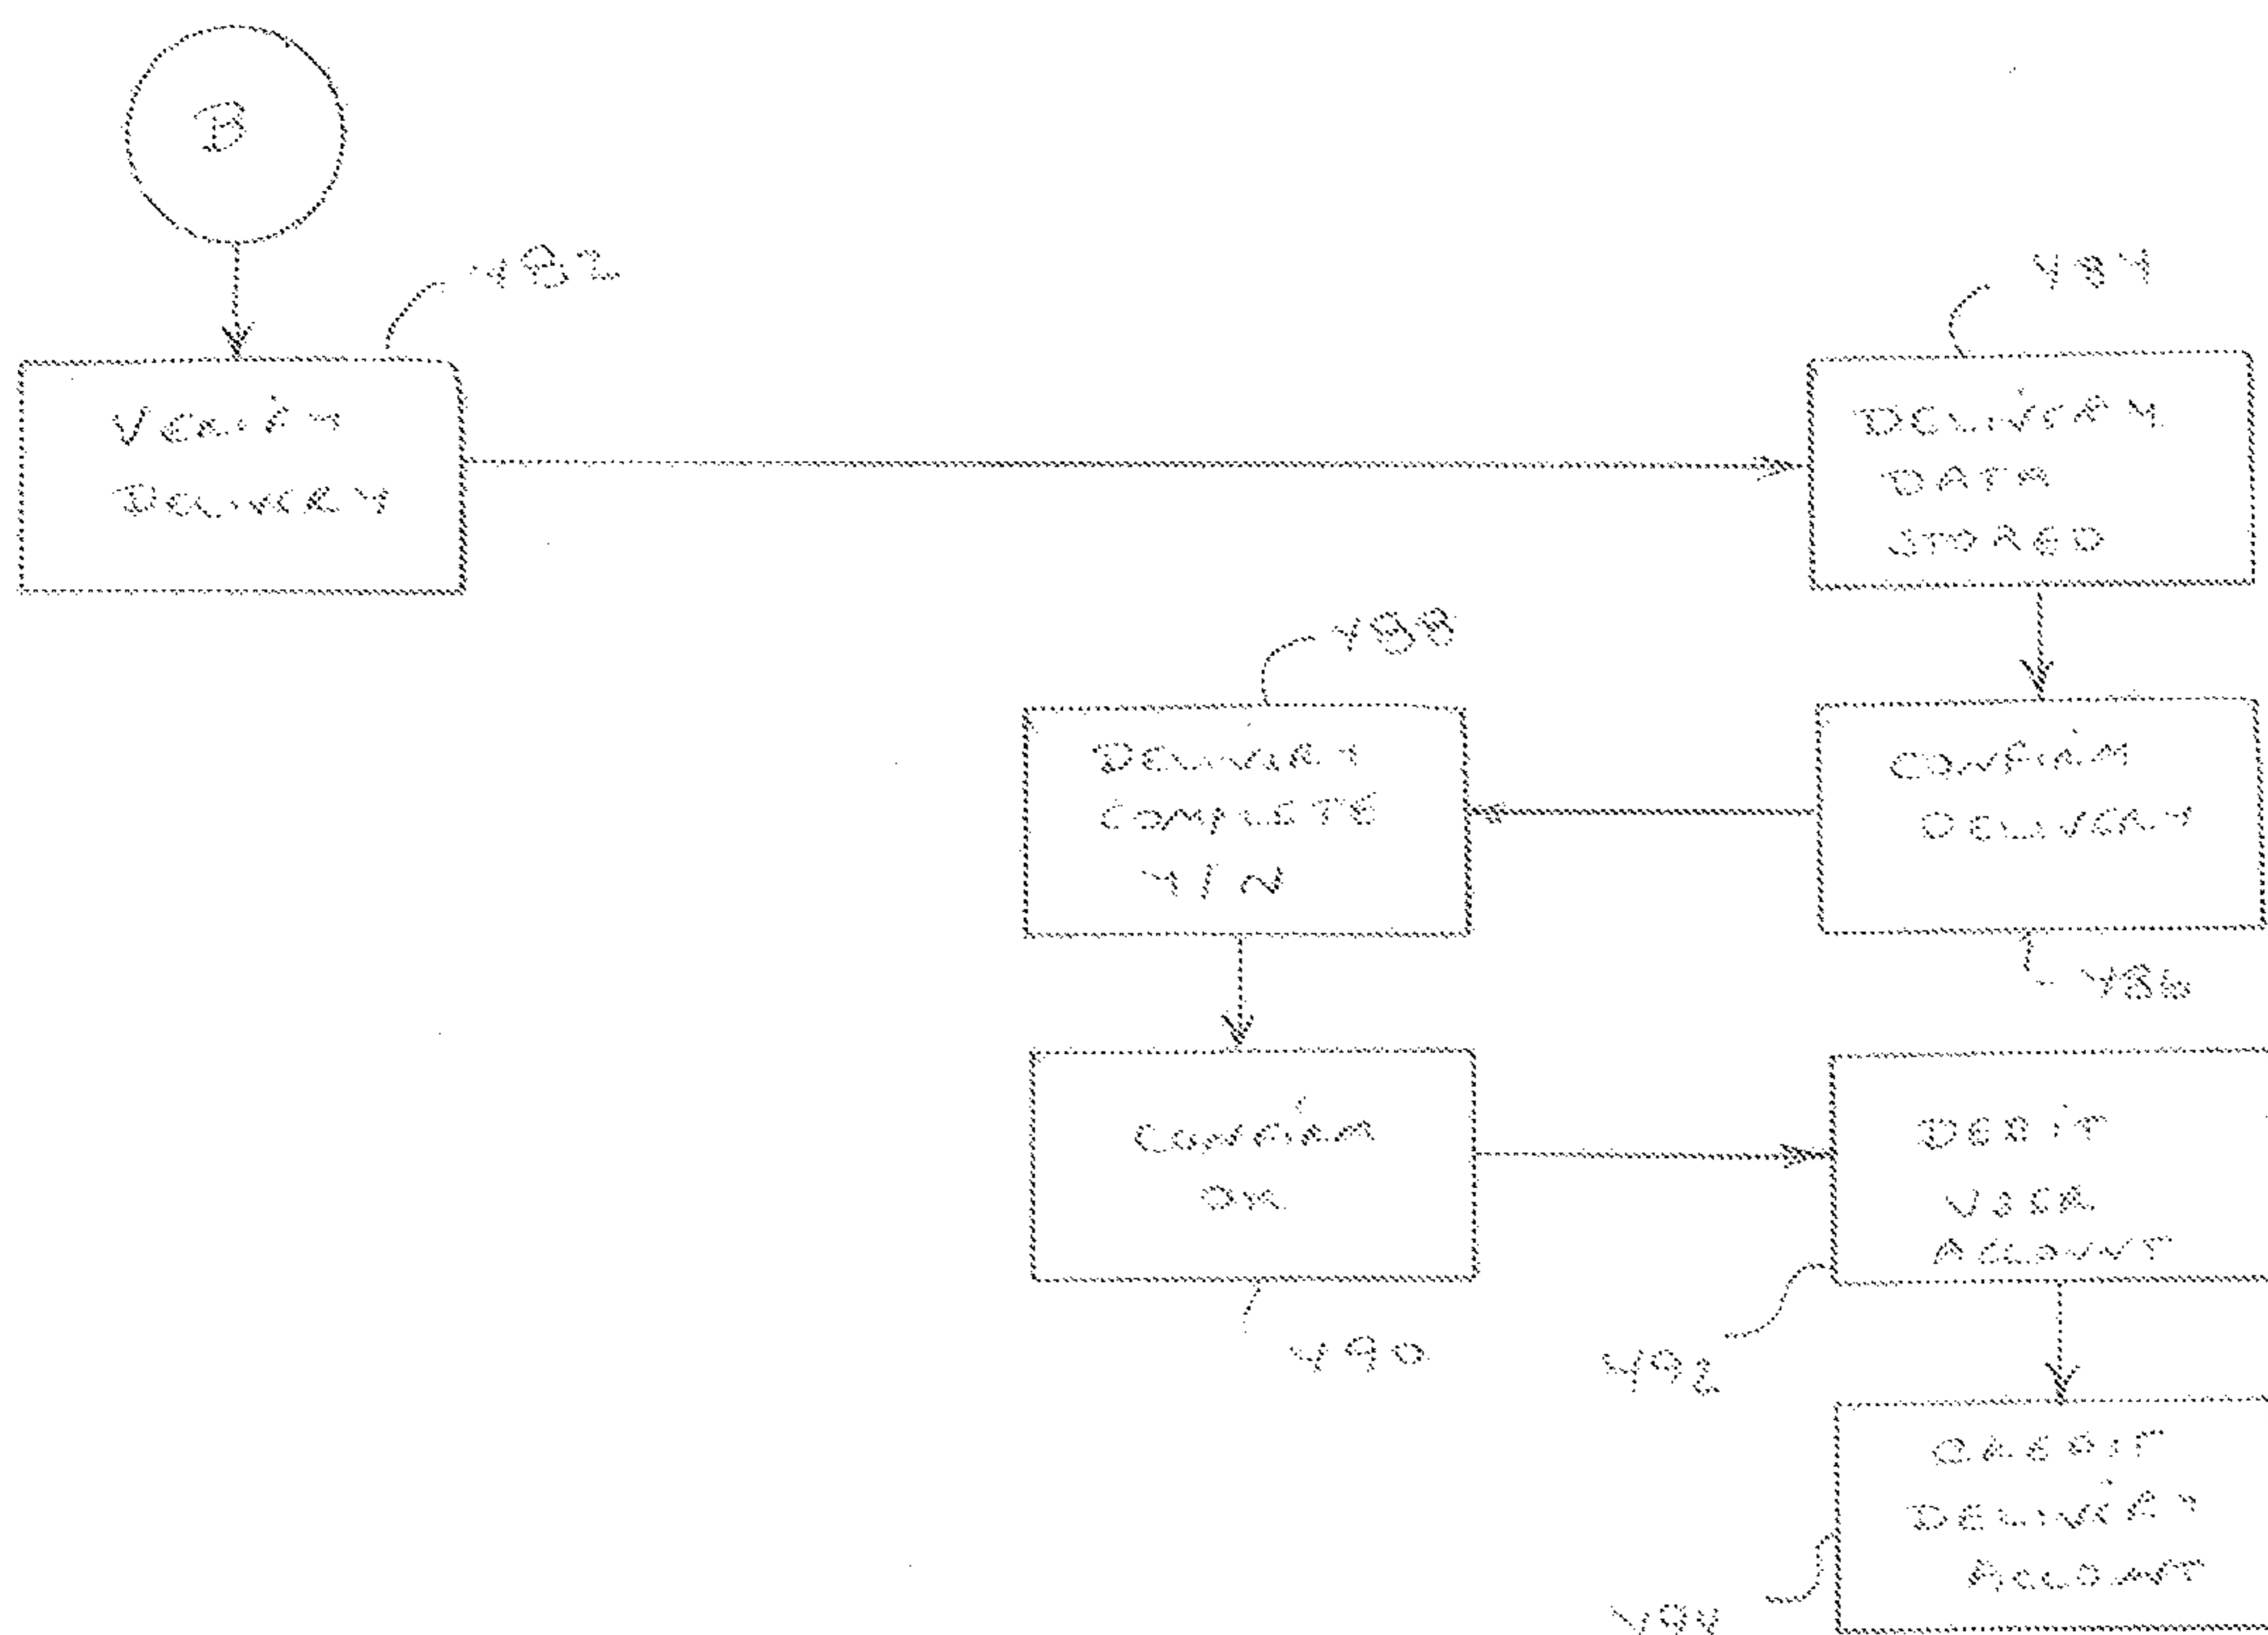 B
482
484
VERIFY
DELIVERY
DELIVERY
DATA
STORED
488
DELIVERY
COMPLETE
Y/N
CONFIRM
DELIVERY
486
CONFIRM
OK
DEBIT
USER
ACCOUNT
490
492
CREDIT
DELIVERY
ACCOUNT
494